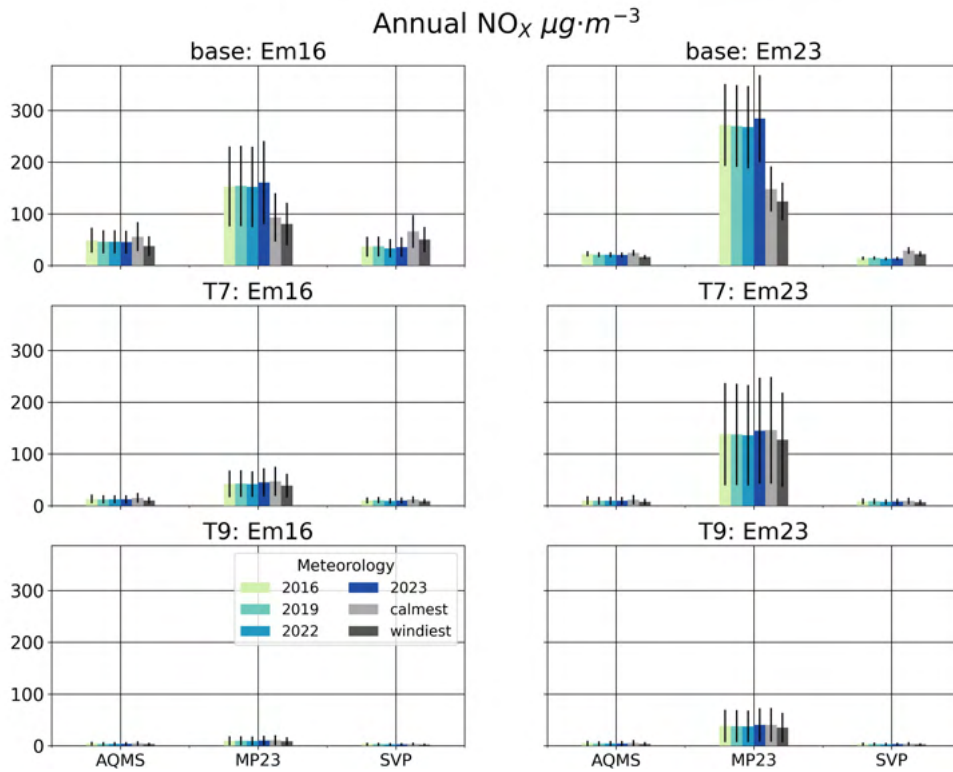 Annual NOX µg·m−3
base: Em16
base: Em23
300
200
100
0
T7: Em16
T7: Em23
300
200
100
0
T9: Em16
T9: Em23
300
200
100
0
Meteorology
2016 2023
2019 calmest
2022 windiest
AQMS MP23 SVP
AQMS MP23 SVP